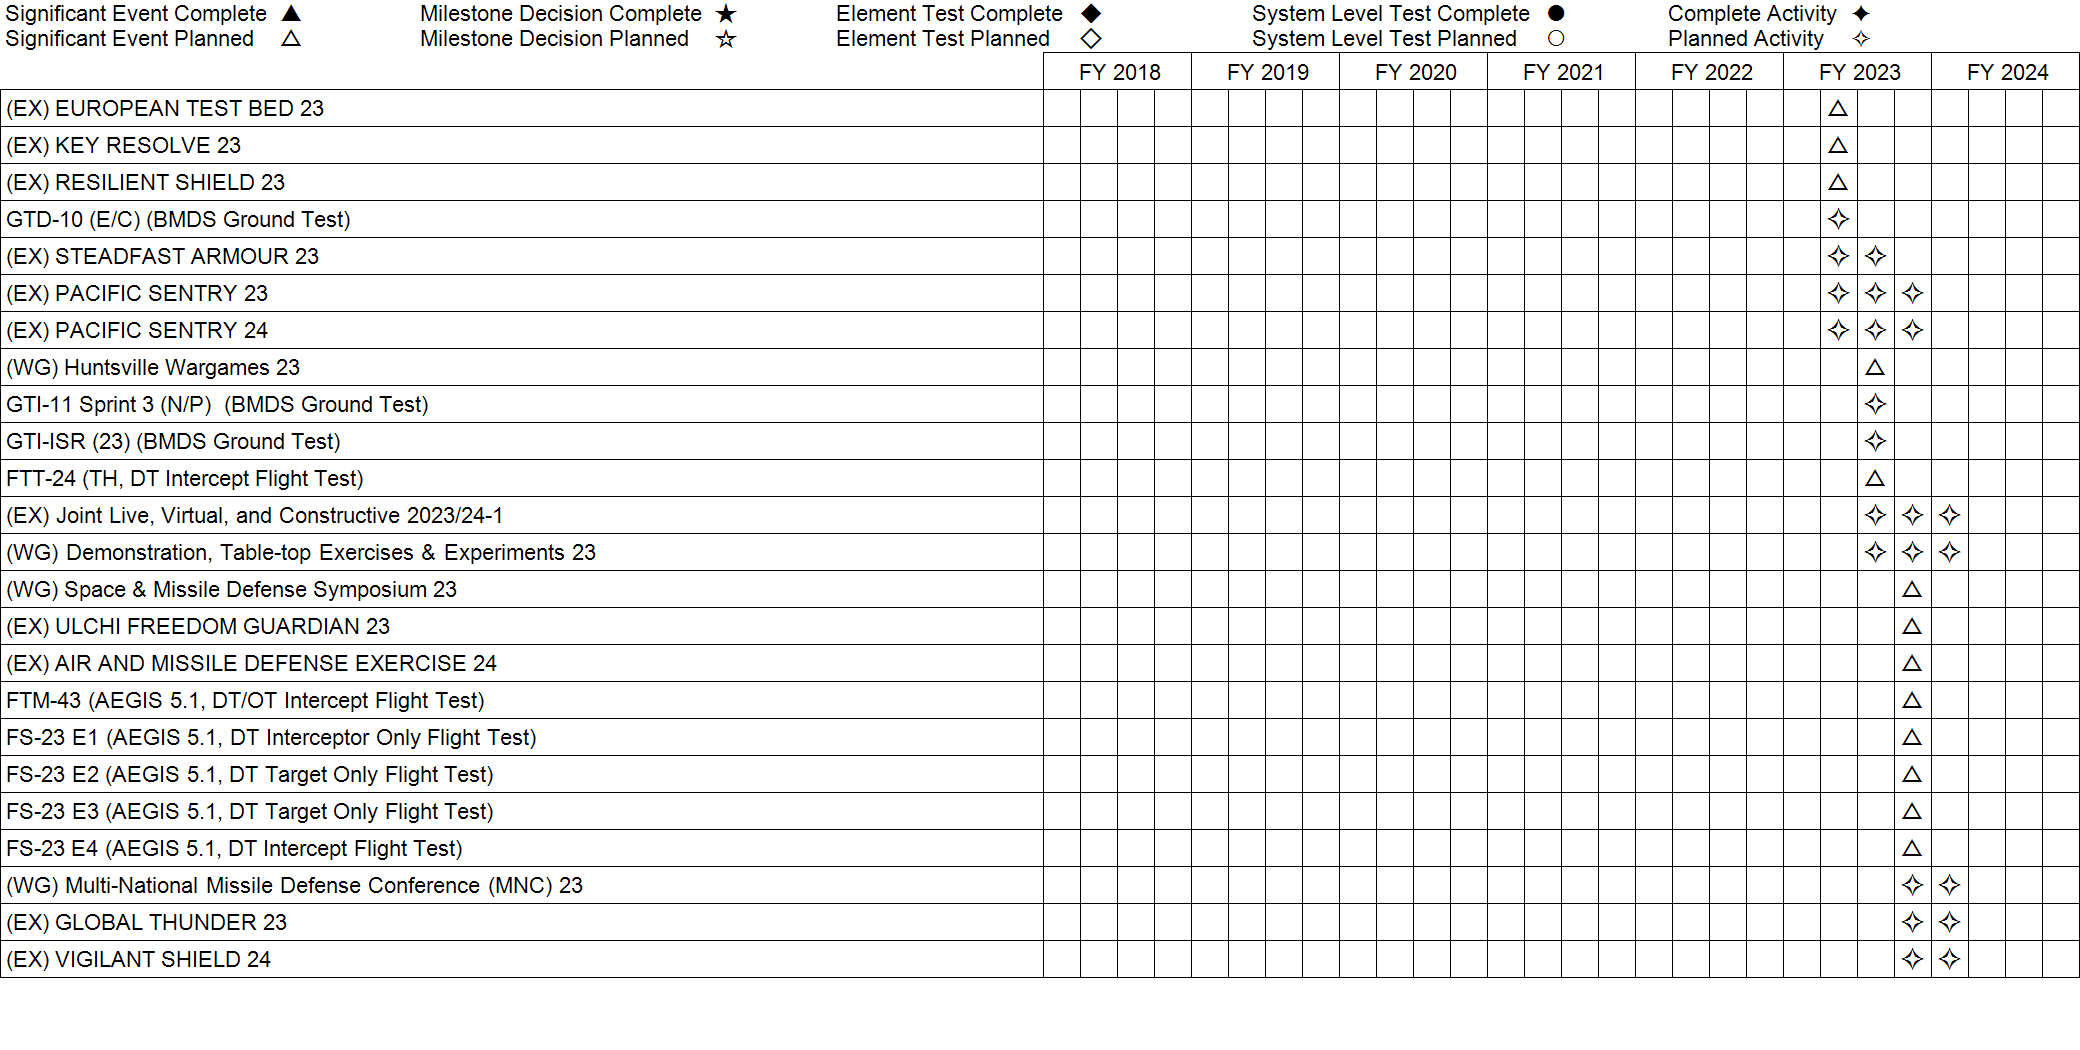 Significant Event Complete ▲ Milestone Decision Complete ★ Element Test Complete ◆ System Level Test Complete ● Complete Activity ✦
Significant Event Planned △ Milestone Decision Planned ☆ Element Test Planned ◇ System Level Test Planned ○ Planned Activity ✧
FY 2018 FY 2019 FY 2020 FY 2021 FY 2022 FY 2023 FY 2024
(EX) EUROPEAN TEST BED 23 △
(EX) KEY RESOLVE 23 △
(EX) RESILIENT SHIELD 23 △
GTD-10 (E/C) (BMDS Ground Test) ✧
(EX) STEADFAST ARMOUR 23 ✧ ✧
(EX) PACIFIC SENTRY 23 ✧ ✧ ✧
(EX) PACIFIC SENTRY 24 ✧ ✧ ✧
(WG) Huntsville Wargames 23 △
GTI-11 Sprint 3 (N/P) (BMDS Ground Test) ✧
GTI-ISR (23) (BMDS Ground Test) ✧
FTT-24 (TH, DT Intercept Flight Test) △
(EX) Joint Live, Virtual, and Constructive 2023/24-1 ✧ ✧ ✧
(WG) Demonstration, Table-top Exercises & Experiments 23 ✧ ✧ ✧
(WG) Space & Missile Defense Symposium 23 △
(EX) ULCHI FREEDOM GUARDIAN 23 △
(EX) AIR AND MISSILE DEFENSE EXERCISE 24 △
FTM-43 (AEGIS 5.1, DT/OT Intercept Flight Test) △
FS-23 E1 (AEGIS 5.1, DT Interceptor Only Flight Test) △
FS-23 E2 (AEGIS 5.1, DT Target Only Flight Test) △
FS-23 E3 (AEGIS 5.1, DT Target Only Flight Test) △
FS-23 E4 (AEGIS 5.1, DT Intercept Flight Test) △
(WG) Multi-National Missile Defense Conference (MNC) 23 ✧ ✧
(EX) GLOBAL THUNDER 23 ✧ ✧
(EX) VIGILANT SHIELD 24 ✧ ✧